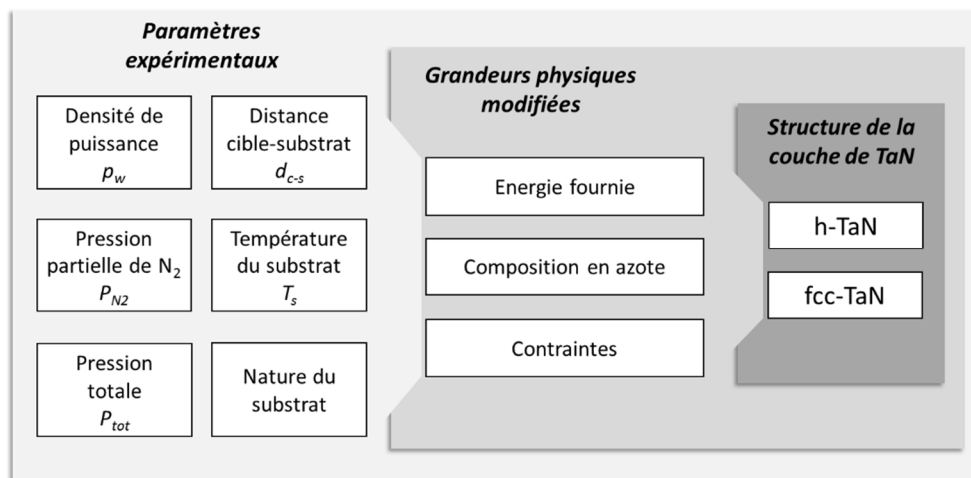 Paramètres
expérimentaux
Densité de
puissance
p_w
Distance
cible-substrat
d_c-s
Pression
partielle de N₂
P_N2
Température
du substrat
T_s
Pression
totale
P_tot
Nature du
substrat
Grandeurs physiques
modifiées
Energie fournie
Composition en azote
Contraintes
Structure de la
couche de TaN
h-TaN
fcc-TaN